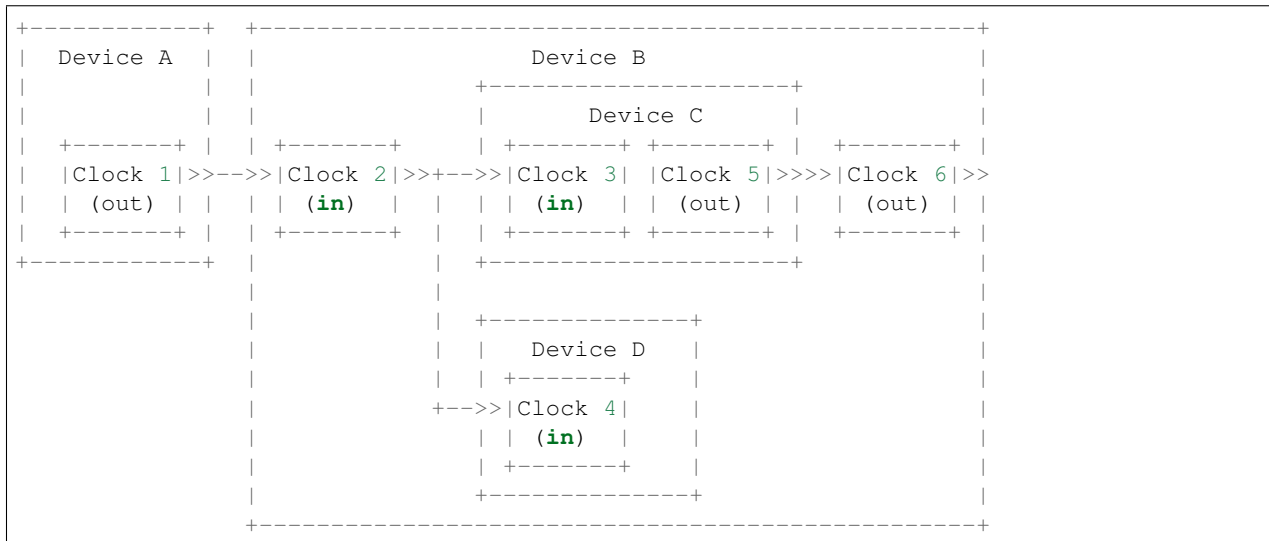 +------------+  +--------------------------------------------------+
|  Device A  |  |                   Device B                       |
|            |  |               +---------------------+            |
|            |  |               |       Device C      |            |
|  +-------+ |  | +-------+     | +-------+ +-------+ |  +-------+ |
|  |Clock 1|>>-->>|Clock 2|>>+-->>|Clock 3| |Clock 5|>>>>|Clock 6|>>
|  | (out) | |  | | (in)  |  |  | | (in)  | | (out) | |  | (out) | |
|  +-------+ |  | +-------+  |  | +-------+ +-------+ |  +-------+ |
+------------+  |            |  +---------------------+            |
                |            |                                     |
                |            |  +--------------+                   |
                |            |  |   Device D   |                   |
                |            |  | +-------+    |                   |
                |            +-->>|Clock 4|    |                   |
                |               | | (in)  |    |                   |
                |               | +-------+    |                   |
                |               +--------------+                   |
                +--------------------------------------------------+